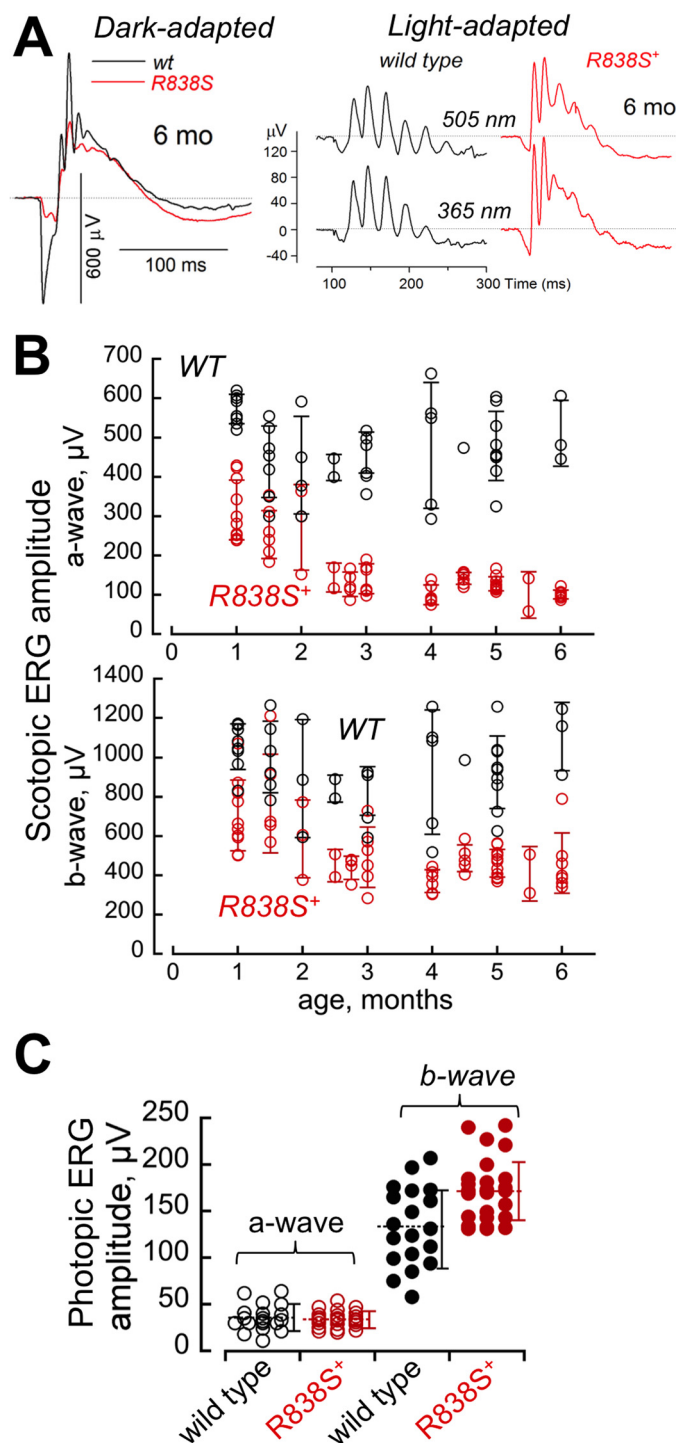 A
Dark-adapted
wt
R838S
6 mo
600 µV
100 ms
Light-adapted
wild type
R838S+
6 mo
505 nm
365 nm
µV
120
80
40
0
-40
100
200
300
Time (ms)
B
Scotopic ERG amplitude
a-wave, µV
700
600
500
400
300
200
100
0
WT
R838S+
0 1 2 3 4 5 6
b-wave, µV
1400
1200
1000
800
600
400
200
0
WT
R838S+
0 1 2 3 4 5 6
age, months
C
Photopic ERG
amplitude, µV
250
200
150
100
50
0
a-wave
b-wave
wild type
R838S+
wild type
R838S+